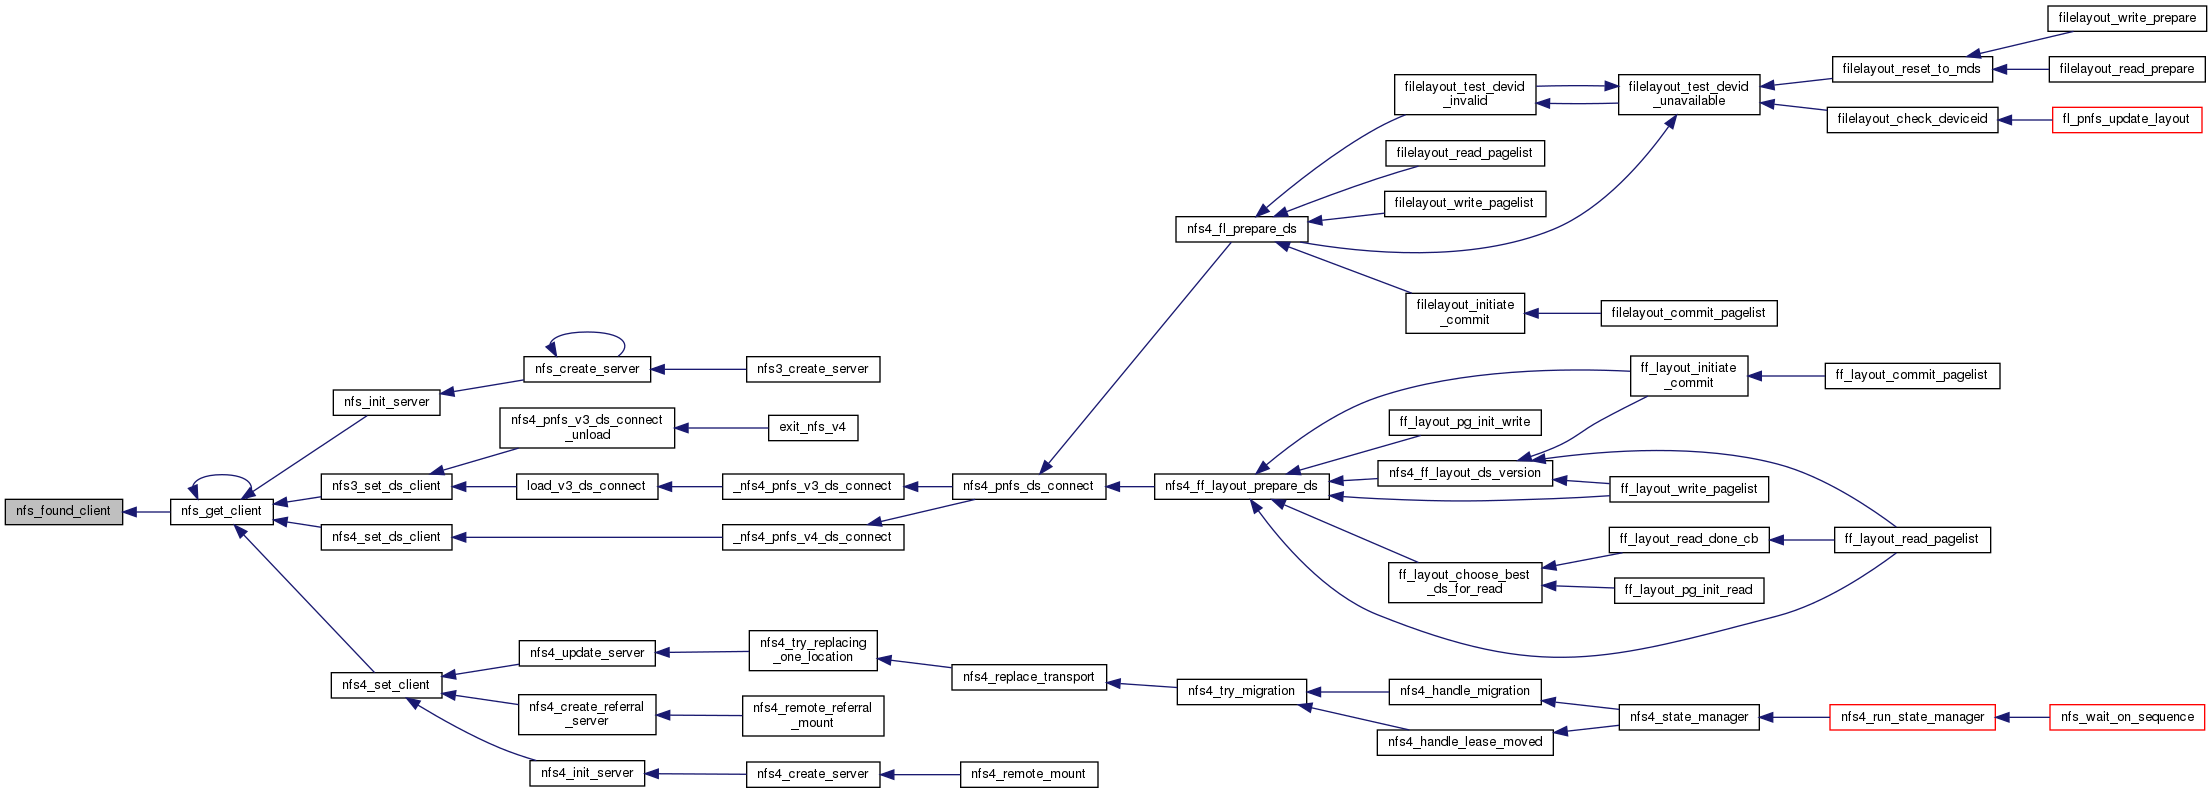 filelayout_write_prepare
filelayout_reset_to_mds
filelayout_read_prepare
filelayout_test_devid
_invalid
filelayout_test_devid
_unavailable
filelayout_check_deviceid
fl_pnfs_update_layout
filelayout_read_pagelist
filelayout_write_pagelist
nfs4_fl_prepare_ds
filelayout_initiate
_commit
filelayout_commit_pagelist
nfs_create_server
nfs3_create_server
ff_layout_initiate
_commit
ff_layout_commit_pagelist
nfs_init_server
nfs4_pnfs_v3_ds_connect
_unload
exit_nfs_v4
ff_layout_pg_init_write
nfs4_ff_layout_ds_version
nfs3_set_ds_client
load_v3_ds_connect
_nfs4_pnfs_v3_ds_connect
nfs4_pnfs_ds_connect
nfs4_ff_layout_prepare_ds
ff_layout_write_pagelist
nfs_found_client
nfs_get_client
nfs4_set_ds_client
_nfs4_pnfs_v4_ds_connect
ff_layout_read_done_cb
ff_layout_read_pagelist
ff_layout_choose_best
_ds_for_read
ff_layout_pg_init_read
nfs4_update_server
nfs4_try_replacing
_one_location
nfs4_replace_transport
nfs4_set_client
nfs4_try_migration
nfs4_handle_migration
nfs4_create_referral
_server
nfs4_remote_referral
_mount
nfs4_state_manager
nfs4_run_state_manager
nfs_wait_on_sequence
nfs4_handle_lease_moved
nfs4_init_server
nfs4_create_server
nfs4_remote_mount